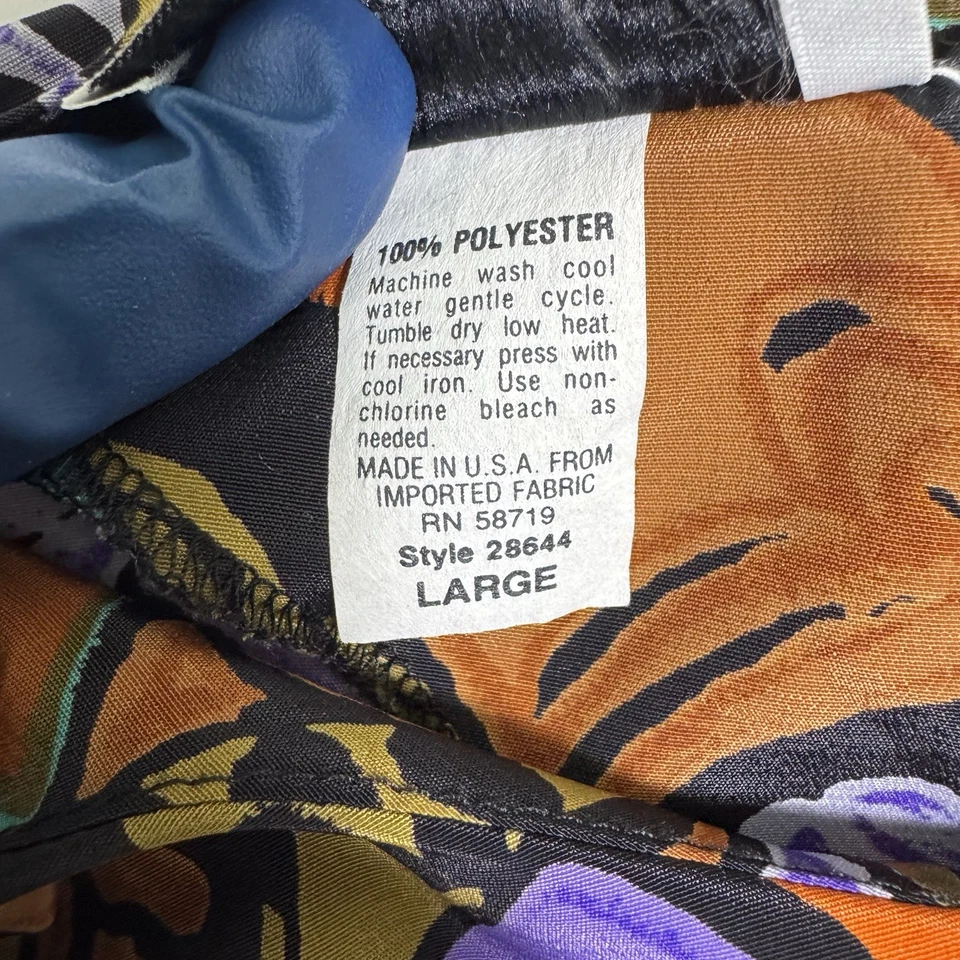 100% POLYESTER
Machine wash cool
water gentle cycle.
Tumble dry low heat.
If necessary press with
cool iron. Use non-
chlorine bleach as
needed.
MADE IN U.S.A. FROM
IMPORTED FABRIC
RN 58719
Style 28644
LARGE